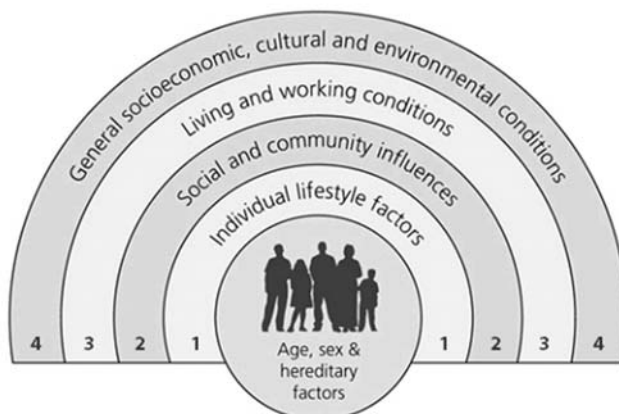 General socioeconomic, cultural and environmental conditions
Living and working conditions
Social and community influences
Individual lifestyle factors
4 3 2 1 1 2 3 4
Age, sex &
hereditary
factors